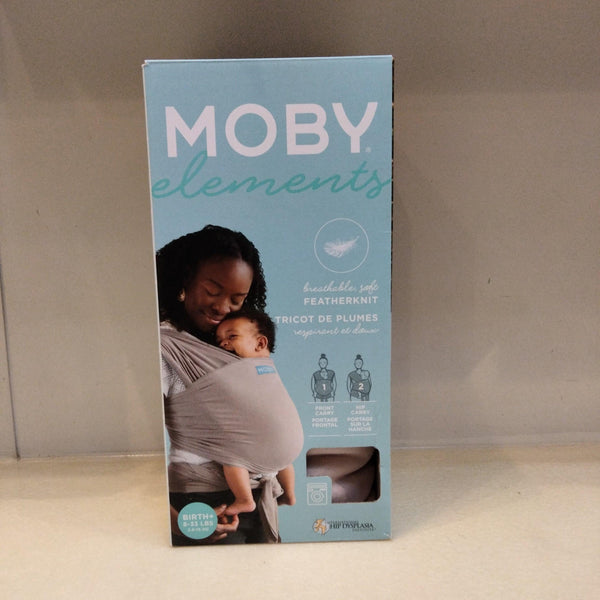 MOBY®
elements
breathable, soft
FEATHERKNIT
TRICOT DE PLUMES
respirant et doux
MOBY
1
2
FRONT
CARRY
PORTAGE
FRONTAL
HIP
CARRY
PORTAGE
SUR LA
HANCHE
BIRTH+
8-33 LBS
HIP DYSPLASIA